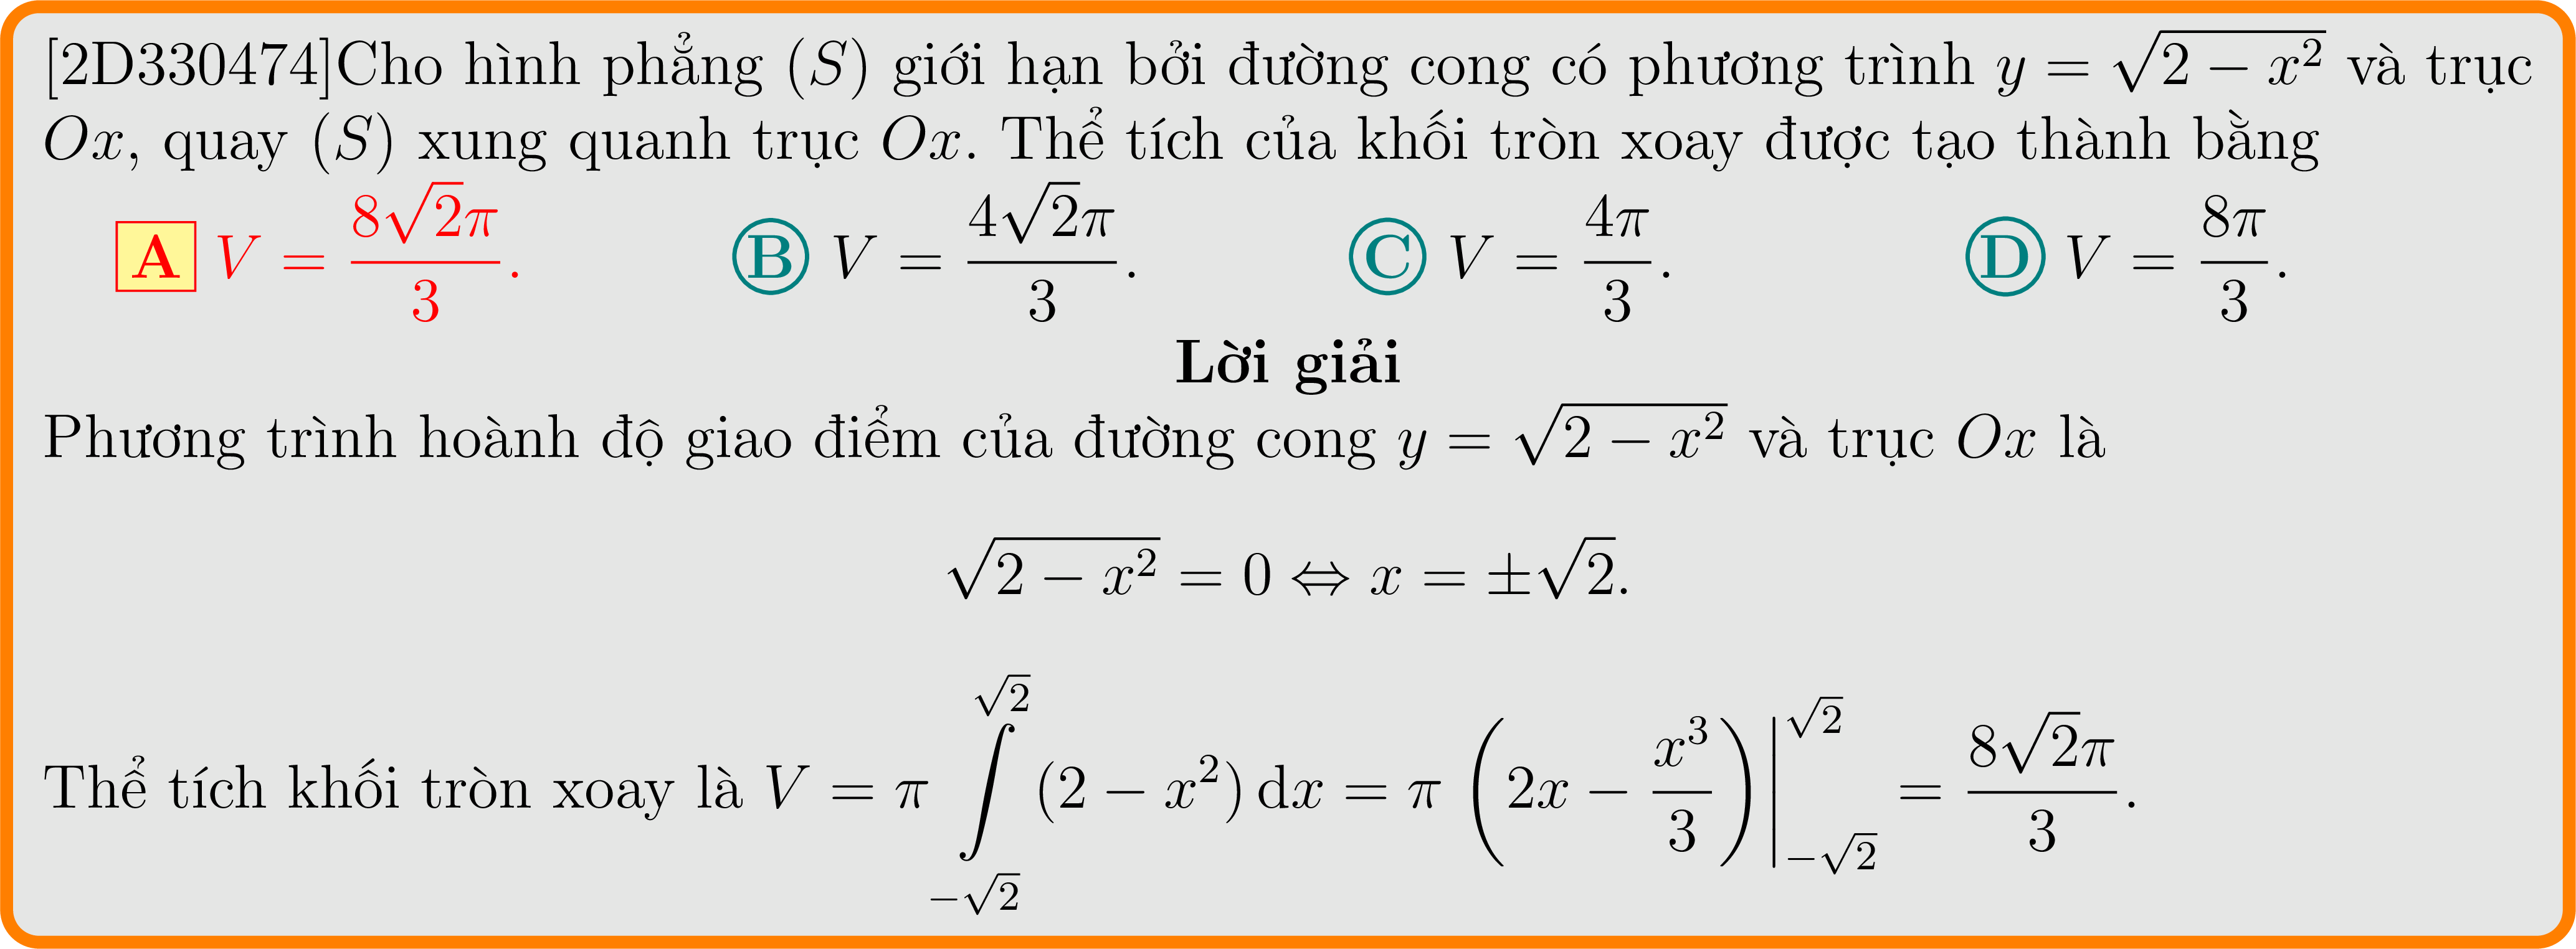 [2D330474]Cho hình phẳng (S) giới hạn bởi đường cong có phương trình $y = \sqrt{2 - x^2}$ và trục
Ox, quay (S) xung quanh trục Ox. Thể tích của khối tròn xoay được tạo thành bằng
A $V = \frac{8\sqrt{2}\pi}{3}$. B $V = \frac{4\sqrt{2}\pi}{3}$. C $V = \frac{4\pi}{3}$. D $V = \frac{8\pi}{3}$.
Lời giải
Phương trình hoành độ giao điểm của đường cong $y = \sqrt{2 - x^2}$ và trục Ox là
$\sqrt{2 - x^2} = 0 \Leftrightarrow x = \pm\sqrt{2}$.
Thể tích khối tròn xoay là $V = \pi \int\limits_{-\sqrt{2}}^{\sqrt{2}} (2 - x^2)\,\mathrm{d}x = \pi \left(2x - \frac{x^3}{3}\right)\Big|_{-\sqrt{2}}^{\sqrt{2}} = \frac{8\sqrt{2}\pi}{3}$.